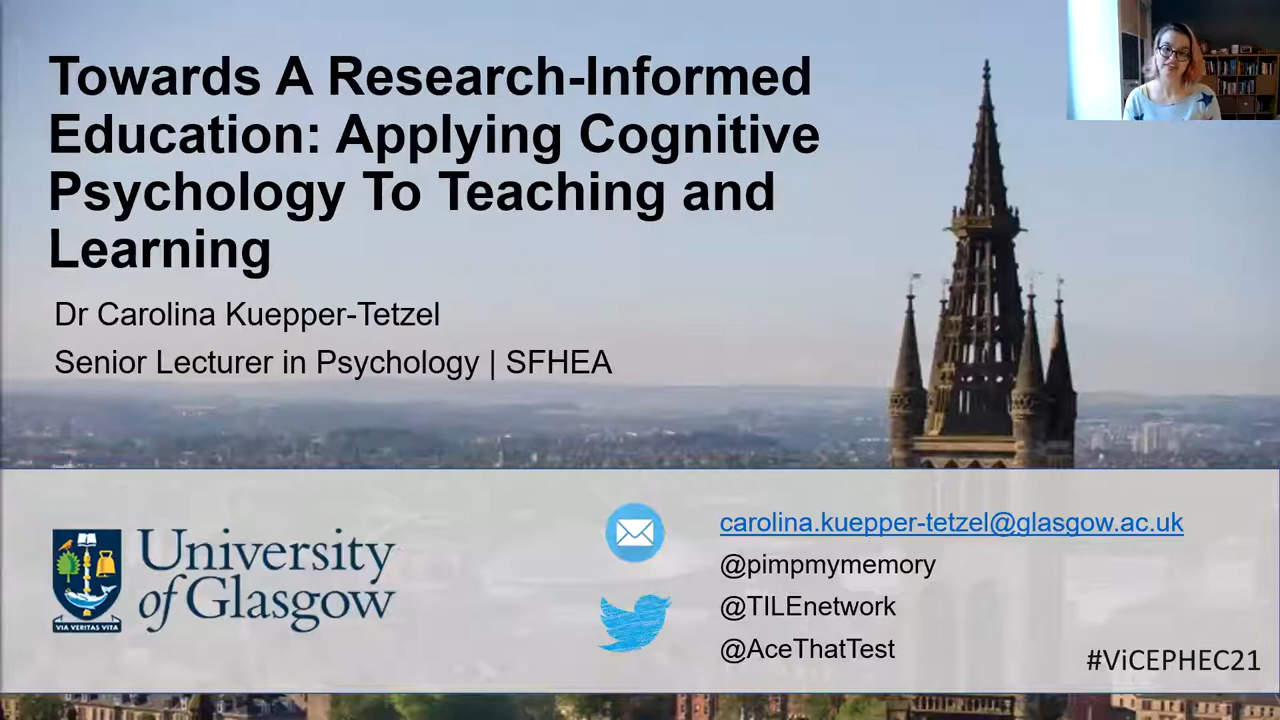 Towards A Research-Informed
Education: Applying Cognitive
Psychology To Teaching and
Learning
Dr Carolina Kuepper-Tetzel
Senior Lecturer in Psychology | SFHEA
University
of Glasgow
VIA VERITAS VITA
carolina.kuepper-tetzel@glasgow.ac.uk
@pimpmymemory
@TILEnetwork
@AceThatTest
#ViCEPHEC21